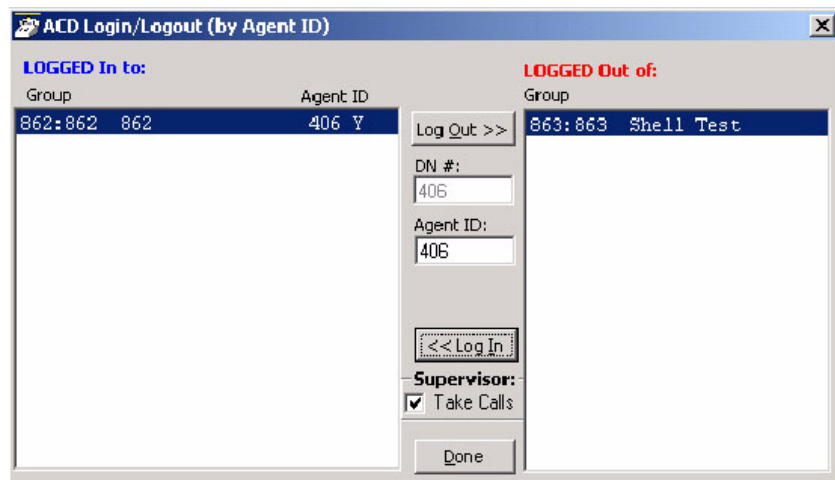 ACD Login/Logout (by Agent ID)
LOGGED In to:
Group Agent ID
862:862 862 406 Y
Log Out >>
DN #:
406
Agent ID:
406
<<Log In
Supervisor:
Take Calls
Done
LOGGED Out of:
Group
863:863 Shell Test